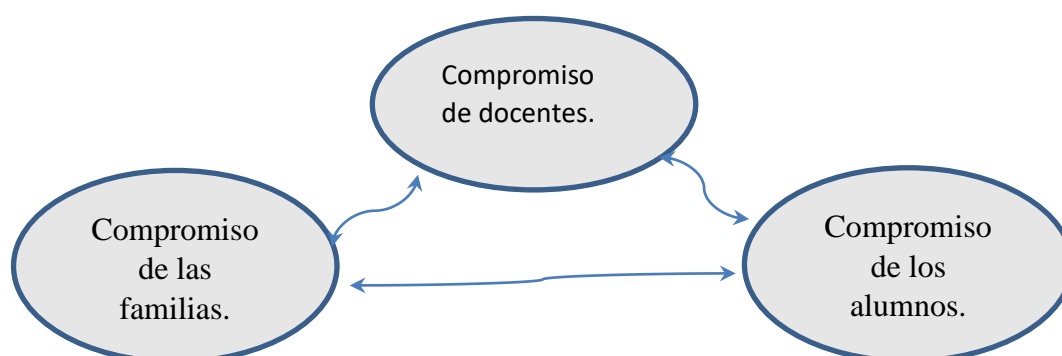 Compromiso
de docentes.
Compromiso
de las
familias.
Compromiso
de los
alumnos.